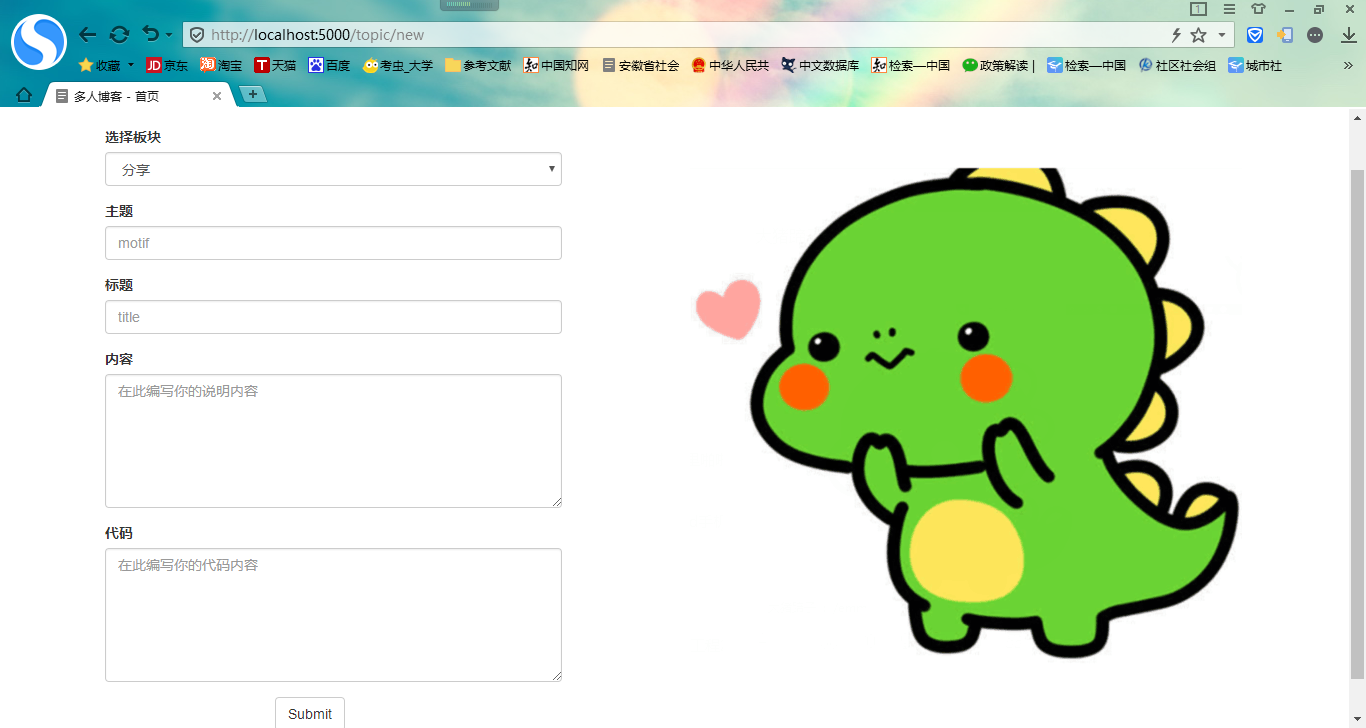 1
http://localhost:5000/topic/new
收藏 JD 京东 淘 淘宝 T 天猫 百度 考虫_大学 参考文献 中国知网 安徽省社会 中华人民共 中文数据库 检索—中国 政策解读 | 检索—中国 社区社会组 城市社 »
多人博客 - 首页
选择板块
分享
主题
motif
标题
title
内容
在此编写你的说明内容
代码
在此编写你的代码内容
Submit